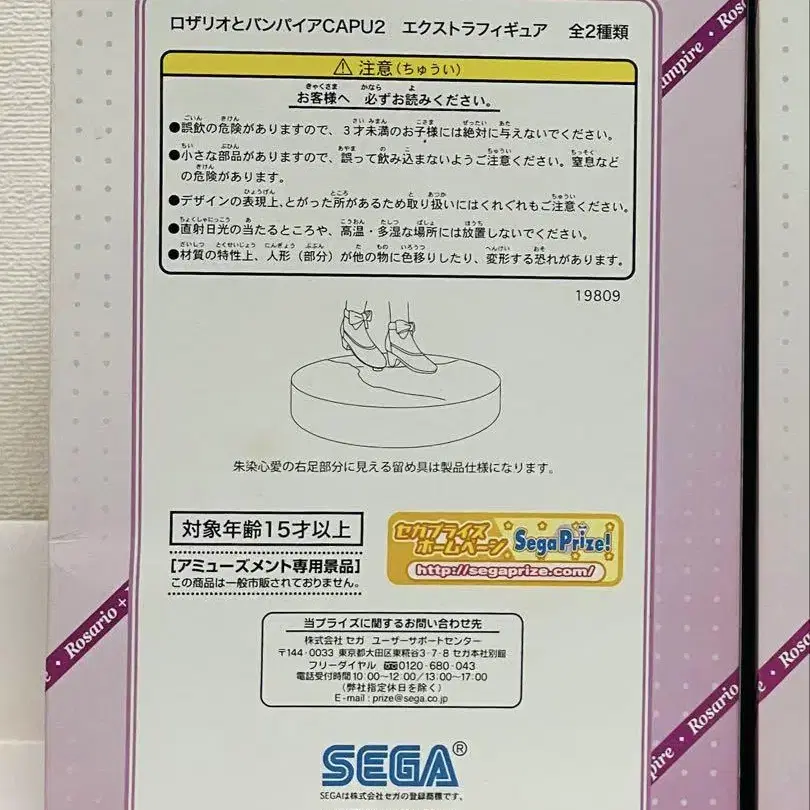 ロザリオとバンパイアCAPU2 エクストラフィギュア 全2種類
⚠ 注意(ちゅうい)
お客様へ 必ずお読みください。
●誤飲の危険がありますので、3才未満のお子様には絶対に与えないでください。
●小さな部品がありますので、誤って飲み込まないようご注意ください。窒息など
の危険があります。
●デザインの表現上、とがった所があるため取り扱いにはくれぐれもご注意ください。
●直射日光の当たるところや、高温・多湿な場所には放置しないでください。
●材質の特性上、人形(部分)が他の物に色移りしたり、変形する恐れがあります。
19809
朱染心愛の右足部分に見える留め具は製品仕様になります。
対象年齢15才以上
[アミューズメント専用景品]
この商品は一般市販されておりません。
セガプライズ
ホームページ
SegaPrize!
http://segaprize.com/
当プライズに関するお問い合わせ先
株式会社 セガ ユーザーサポートセンター
〒144-0033 東京都大田区東糀谷3-7-8 セガ本社別館
フリーダイヤル 0120-680-043
電話受付時間10:00~12:00/13:00~17:00
(弊社指定休日を除く)
E-mail:prize@sega.co.jp
SEGA®
SEGAは株式会社セガの登録商標です。
Rosario +
Rosario